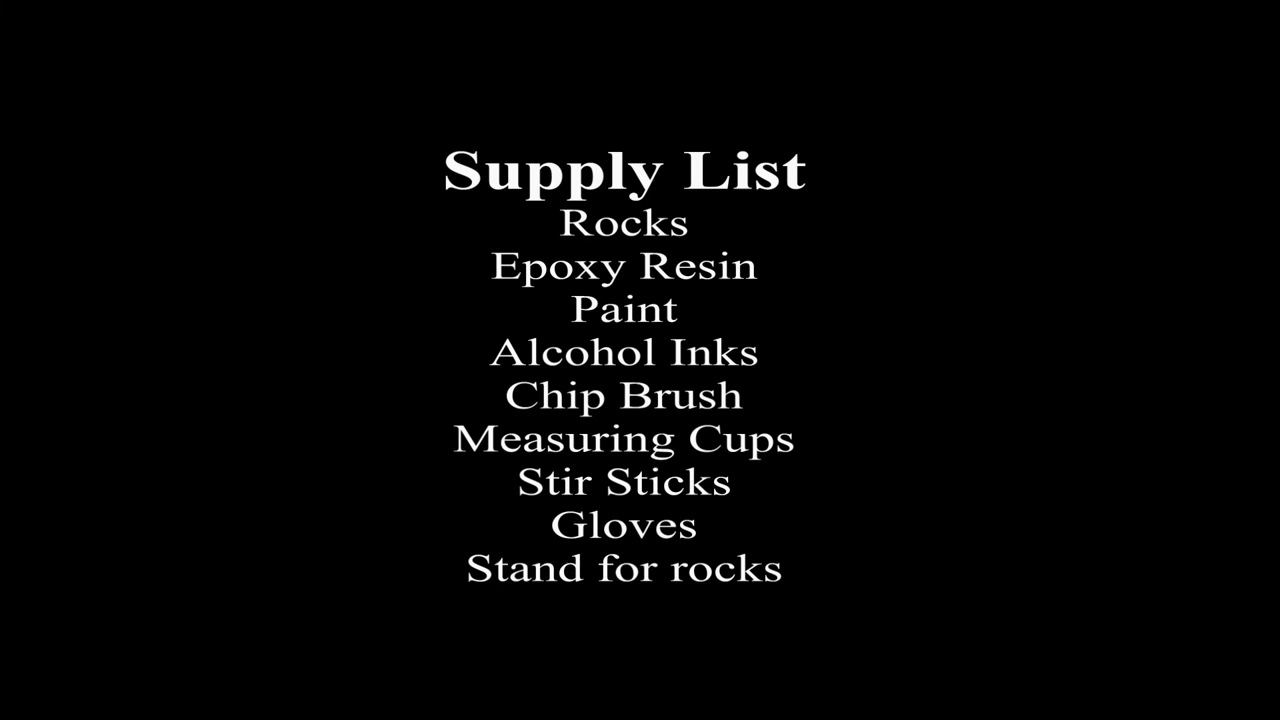 Supply List
Rocks
Epoxy Resin
Paint
Alcohol Inks
Chip Brush
Measuring Cups
Stir Sticks
Gloves
Stand for rocks